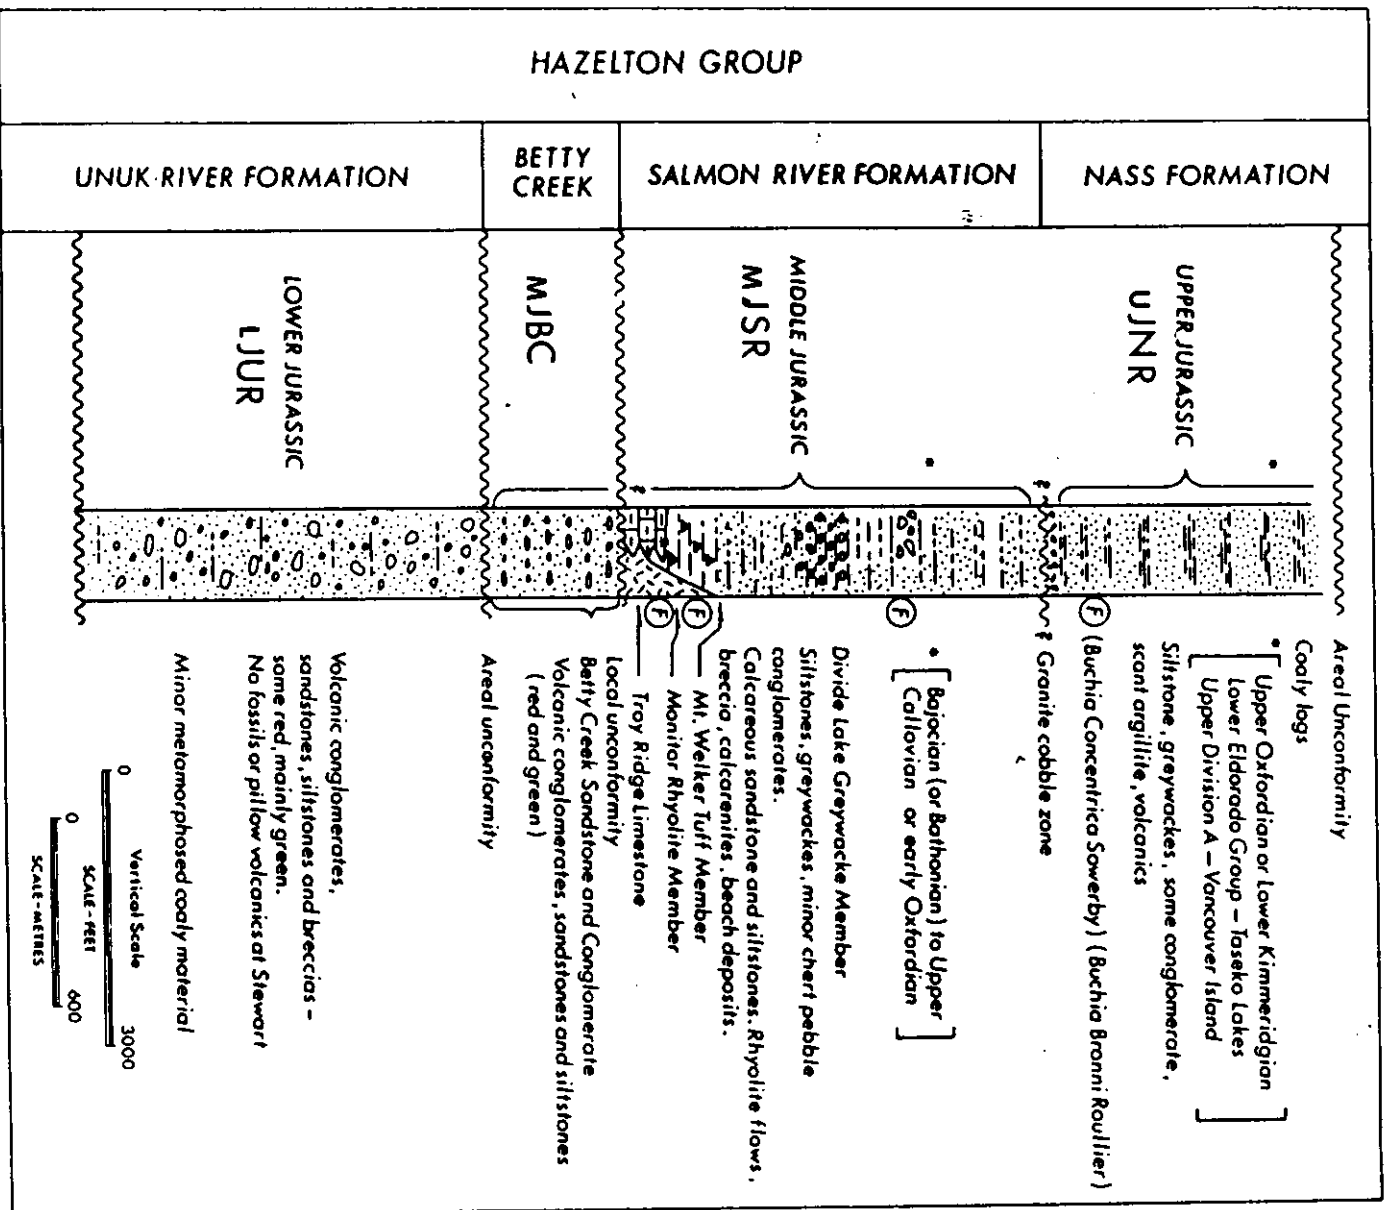 HAZELTON GROUP
UNUK RIVER FORMATION
BETTY
CREEK
SALMON RIVER FORMATION
NASS FORMATION
UPPER JURASSIC
UJNR
*
MIDDLE JURASSIC
MJSR
*
MJBC
LOWER JURASSIC
LJUR
?
?
Areal Unconformity
Coaly logs
* Upper Oxfordian or Lower Kimmeridgian
Lower Eldorado Group – Taseko Lakes
Upper Division A – Vancouver Island
Siltstone, greywackes, some conglomerate,
scant argillite, volcanics
F (Buchia Concentrica Sowerby) (Buchia Bronni Roullier)
? Granite cobble zone
F
* [Bajocian (or Bathonian) to Upper
Callovian or early Oxfordian]
Divide Lake Greywacke Member
Siltstones, greywackes, minor chert pebble
conglomerates.
Calcareous sandstone and siltstones. Rhyolite flows,
breccia, calcarenites, beach deposits.
F Mt. Welker Tuff Member
F Monitor Rhyolite Member
Troy Ridge Limestone
Local unconformity
Betty Creek Sandstone and Conglomerate
Volcanic conglomerates, sandstones and siltstones
(red and green)
Areal unconformity
Volcanic conglomerates,
sandstones, siltstones and breccias –
some red, mainly green.
No fossils or pillow volcanics at Stewart
Minor metamorphosed coaly material
Vertical Scale
0 3000
SCALE – FEET
0 600
SCALE – METRES